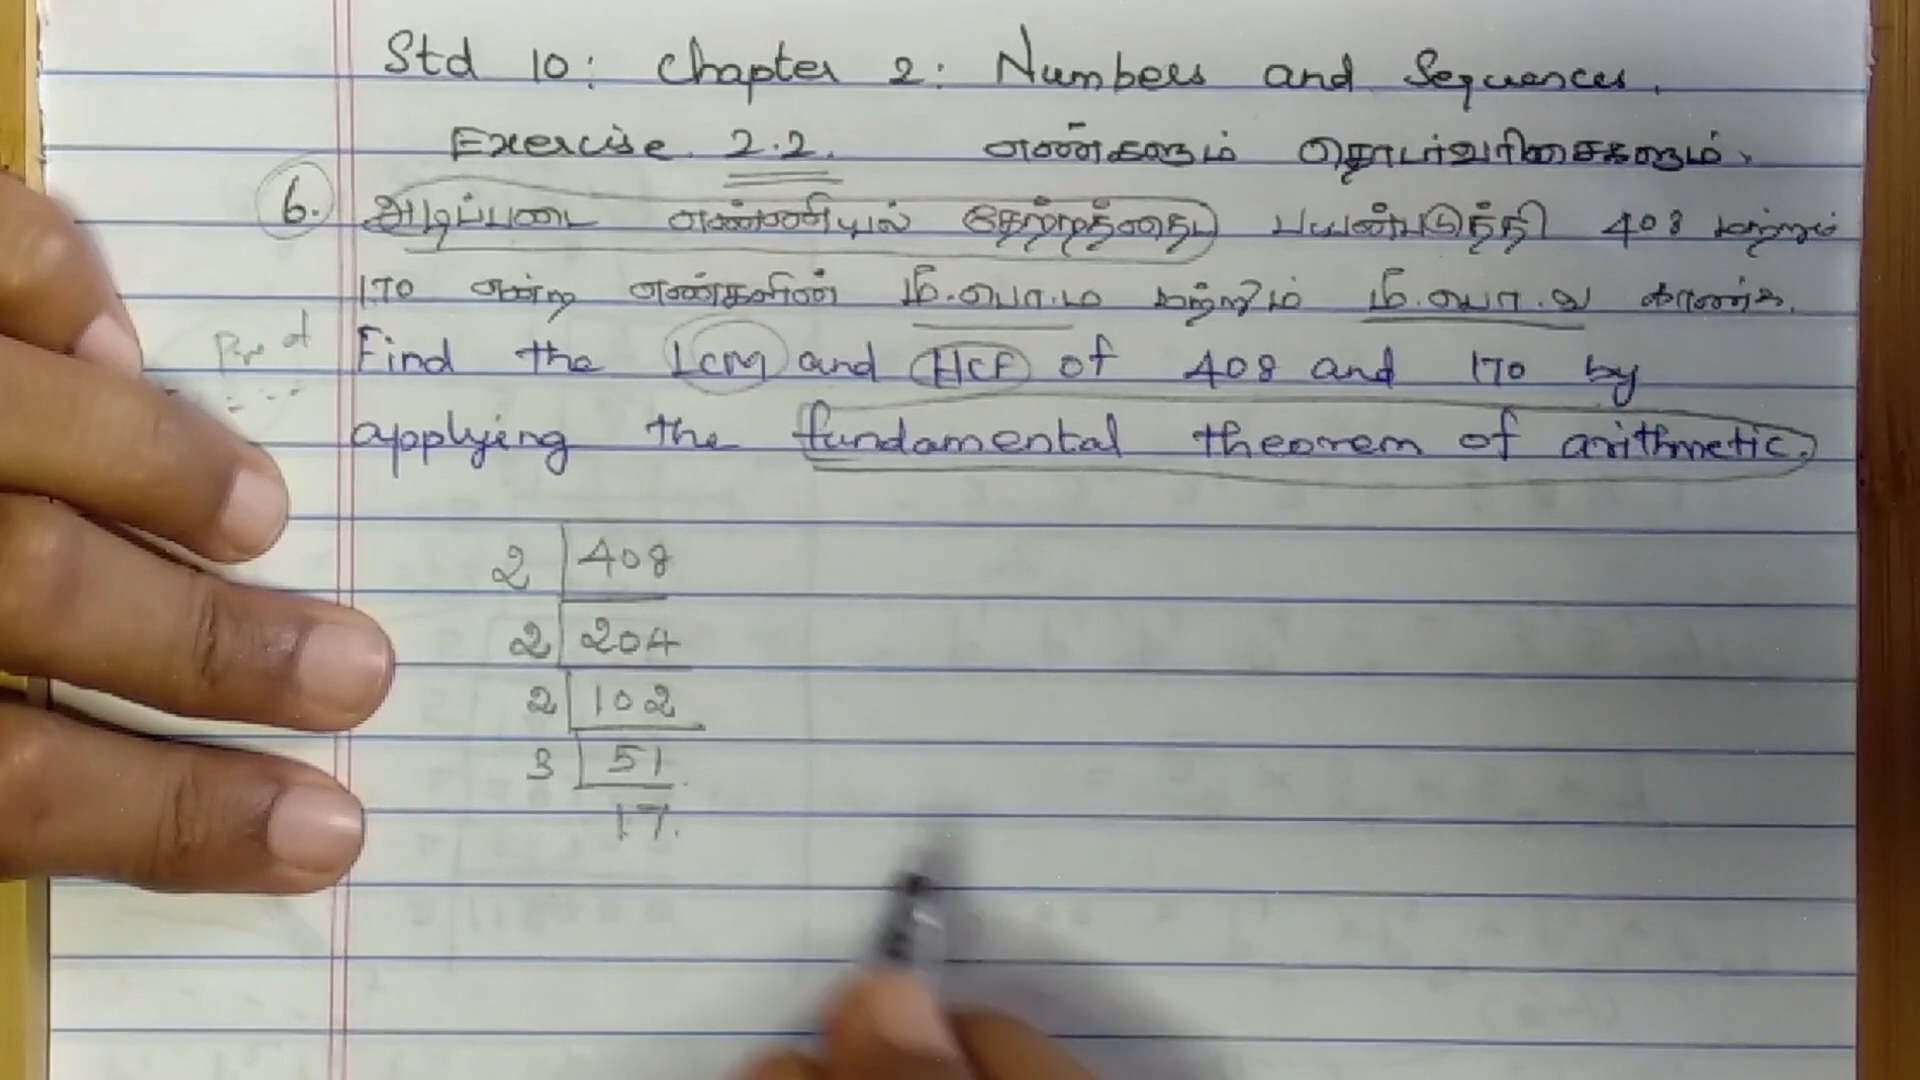 Std 10: Chapter 2: Numbers and Sequences.
Exercise 2.2. எண்களும் தொடர்வரிசைகளும்.
6. அடிப்படை எண்ணியல் தேற்றத்தைப் பயன்படுத்தி 408 மற்றும்
170 என்ற எண்களின் மீ.பொ.ம மற்றும் மீ.பொ.வ காண்க.
Find the LCM and HCF of 408 and 170 by
applying the fundamental theorem of arithmetic.
2 408
2 204
2 102
3 51
17.